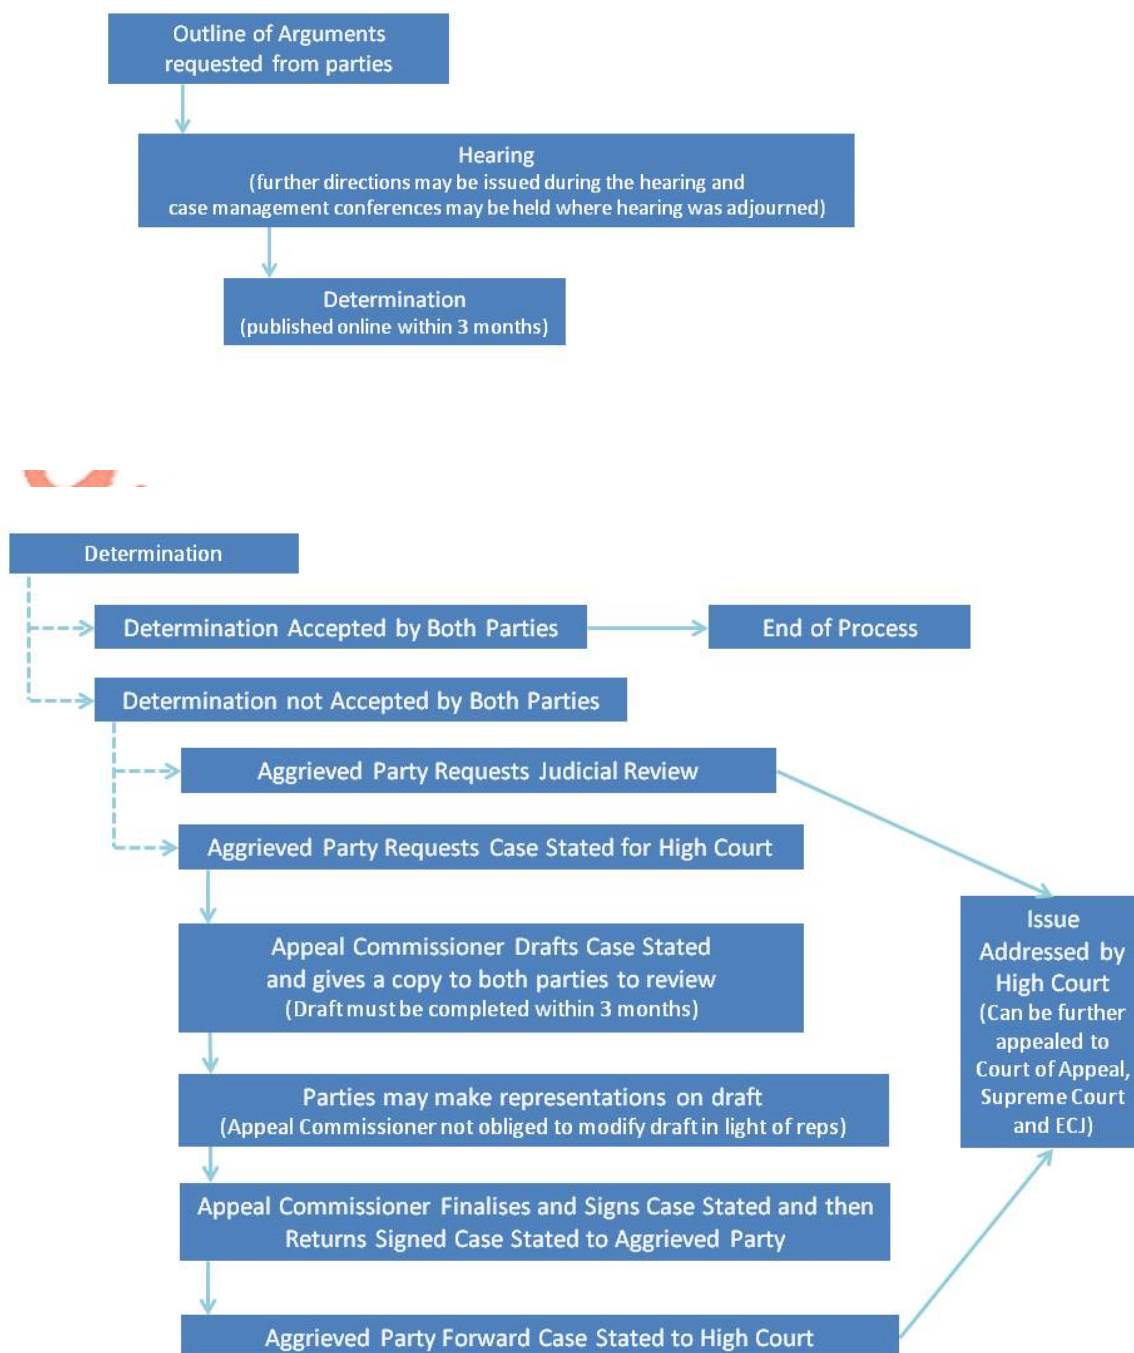 Outline of Arguments
requested from parties
Hearing
(further directions may be issued during the hearing and
case management conferences may be held where hearing was adjourned)
Determination
(published online within 3 months)
Determination
Determination Accepted by Both Parties
End of Process
Determination not Accepted by Both Parties
Aggrieved Party Requests Judicial Review
Aggrieved Party Requests Case Stated for High Court
Appeal Commissioner Drafts Case Stated
and gives a copy to both parties to review
(Draft must be completed within 3 months)
Parties may make representations on draft
(Appeal Commissioner not obliged to modify draft in light of reps)
Appeal Commissioner Finalises and Signs Case Stated and then
Returns Signed Case Stated to Aggrieved Party
Aggrieved Party Forward Case Stated to High Court
Issue
Addressed by
High Court
(Can be further
appealed to
Court of Appeal,
Supreme Court
and ECJ)